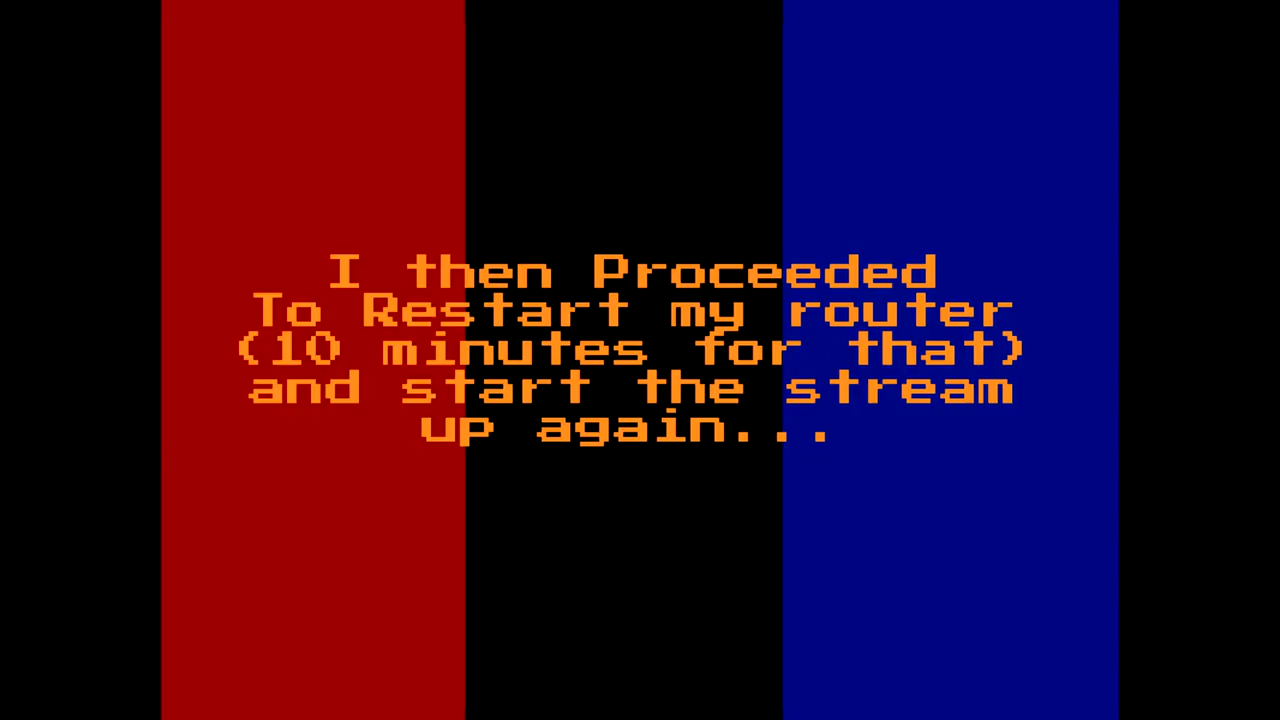 I then Proceeded
To Restart my router
(10 minutes for that)
and start the stream
up again...